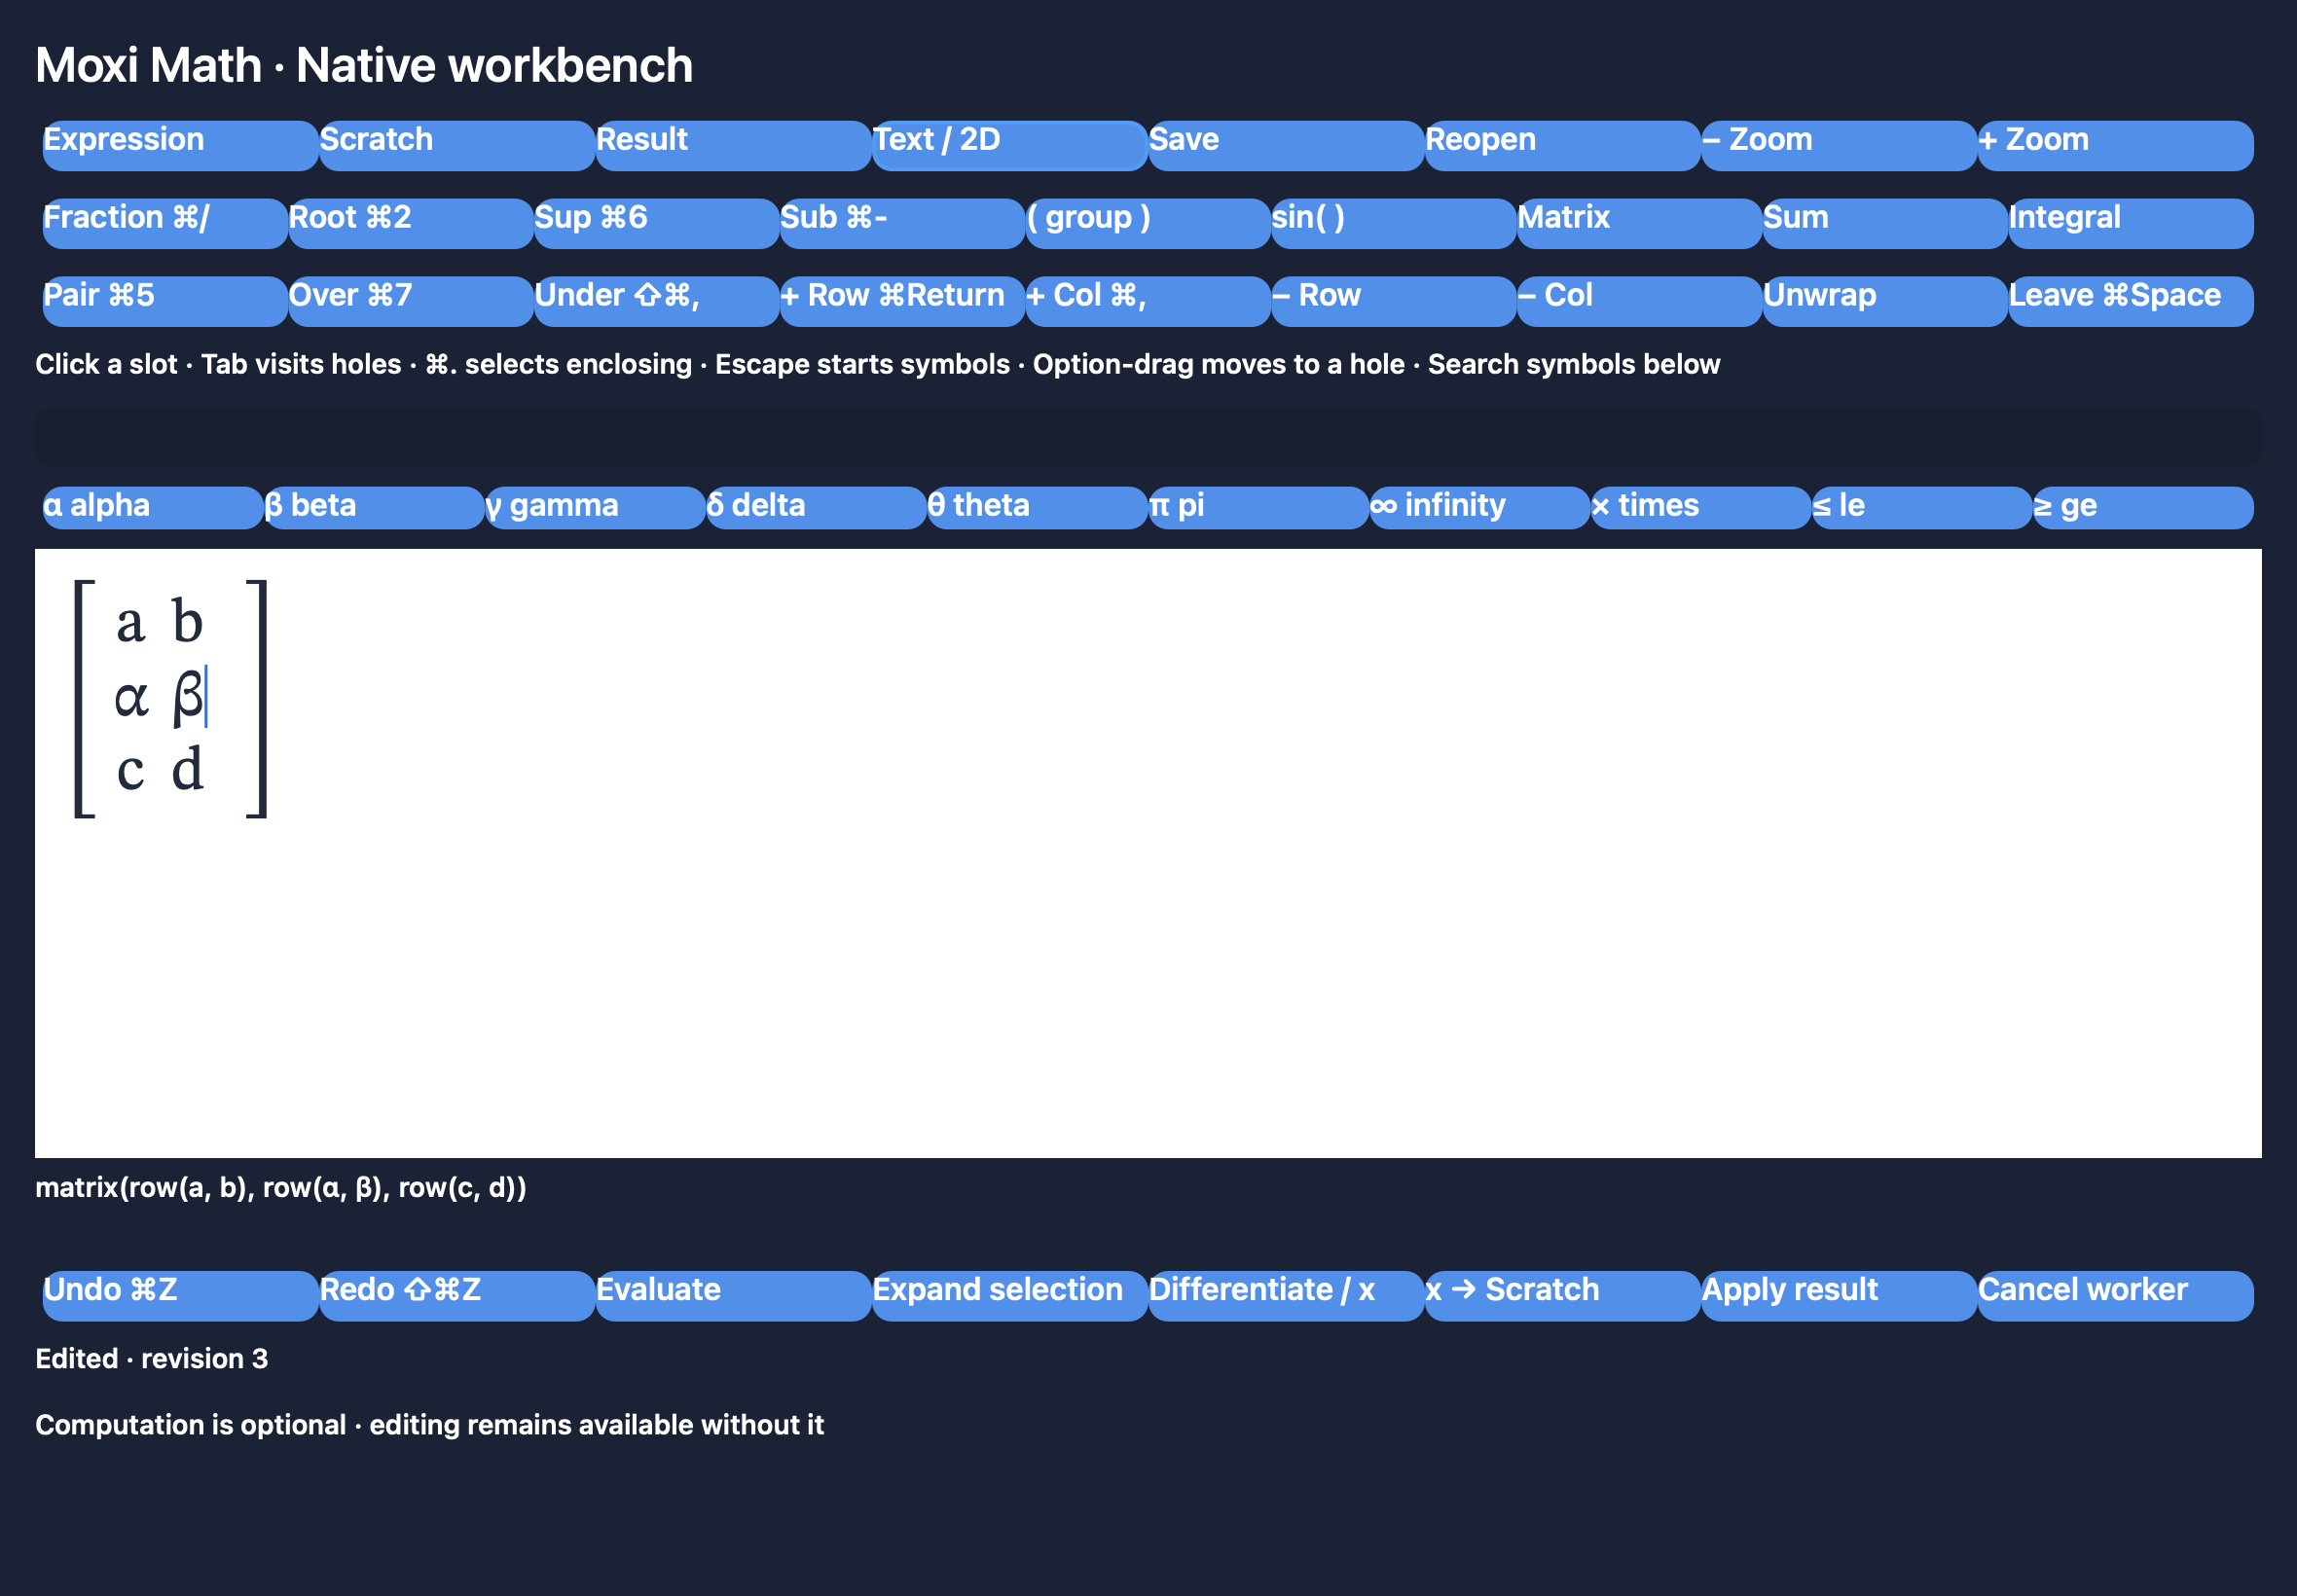 Moxi Math · Native workbench
Expression Scratch Result Text / 2D Save Reopen − Zoom + Zoom
Fraction ⌘/ Root ⌘2 Sup ⌘6 Sub ⌘- ( group ) sin( ) Matrix Sum Integral
Pair ⌘5 Over ⌘7 Under ⇧⌘, + Row ⌘Return + Col ⌘, − Row − Col Unwrap Leave ⌘Space
Click a slot · Tab visits holes · ⌘. selects enclosing · Escape starts symbols · Option-drag moves to a hole · Search symbols below
α alpha β beta γ gamma δ delta θ theta π pi ∞ infinity × times ≤ le ≥ ge
a b
α β
c d
matrix(row(a, b), row(α, β), row(c, d))
Undo ⌘Z Redo ⇧⌘Z Evaluate Expand selection Differentiate / x x → Scratch Apply result Cancel worker
Edited · revision 3
Computation is optional · editing remains available without it